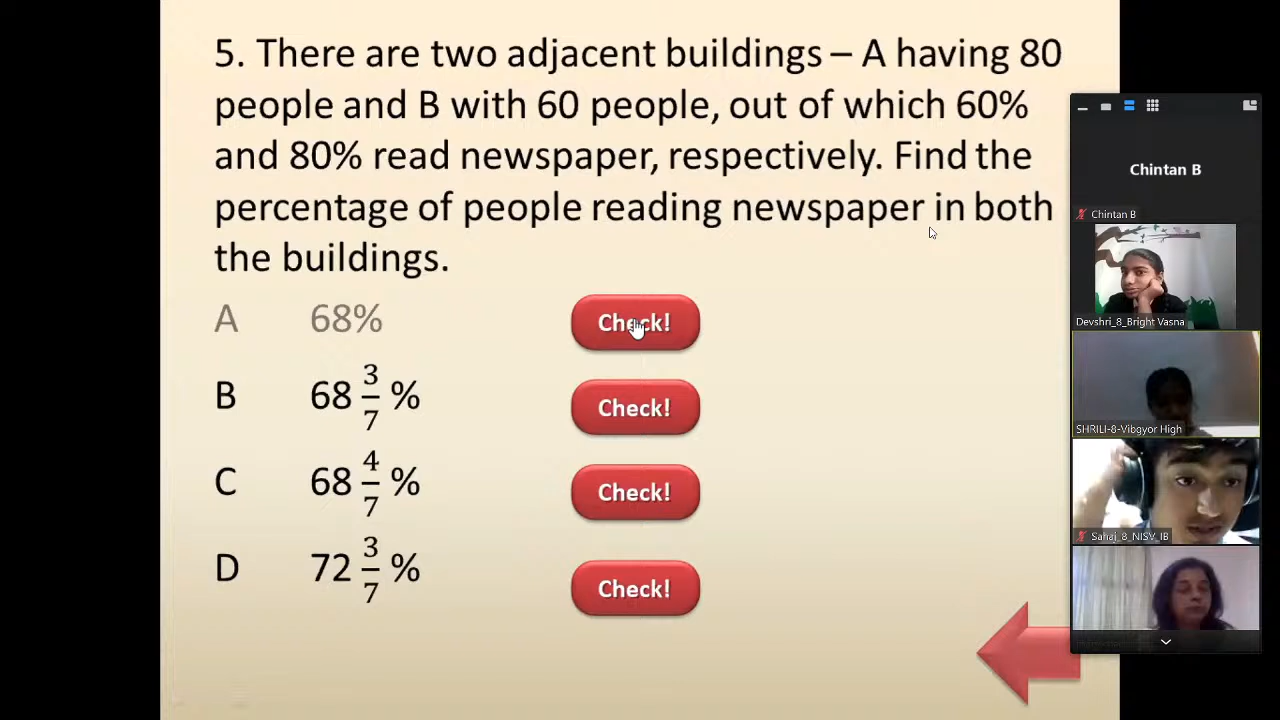 5. There are two adjacent buildings – A having 80
people and B with 60 people, out of which 60%
and 80% read newspaper, respectively. Find the
percentage of people reading newspaper in both
the buildings.
A 68% Check!
B 68 3/7 % Check!
C 68 4/7 % Check!
D 72 3/7 % Check!
Chintan B
Chintan B
Devshri_8_Bright Vasna
SHRILI-8-Vibgyor High
Sahaj_8_NISV_IB